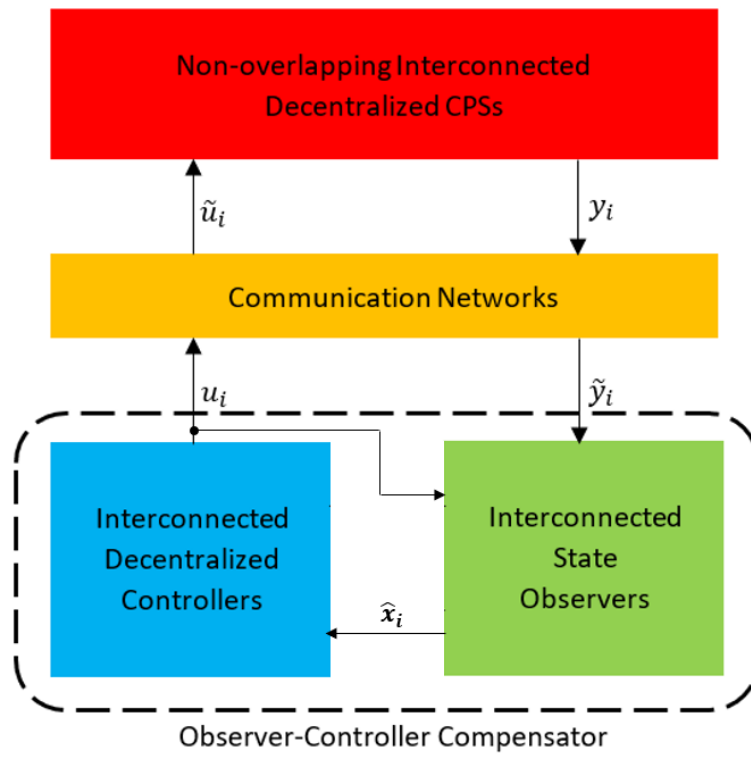 Non-overlapping Interconnected
Decentralized CPSs
ũᵢ
yᵢ
Communication Networks
uᵢ
ỹᵢ
Interconnected
Decentralized
Controllers
Interconnected
State
Observers
x̂ᵢ
Observer-Controller Compensator